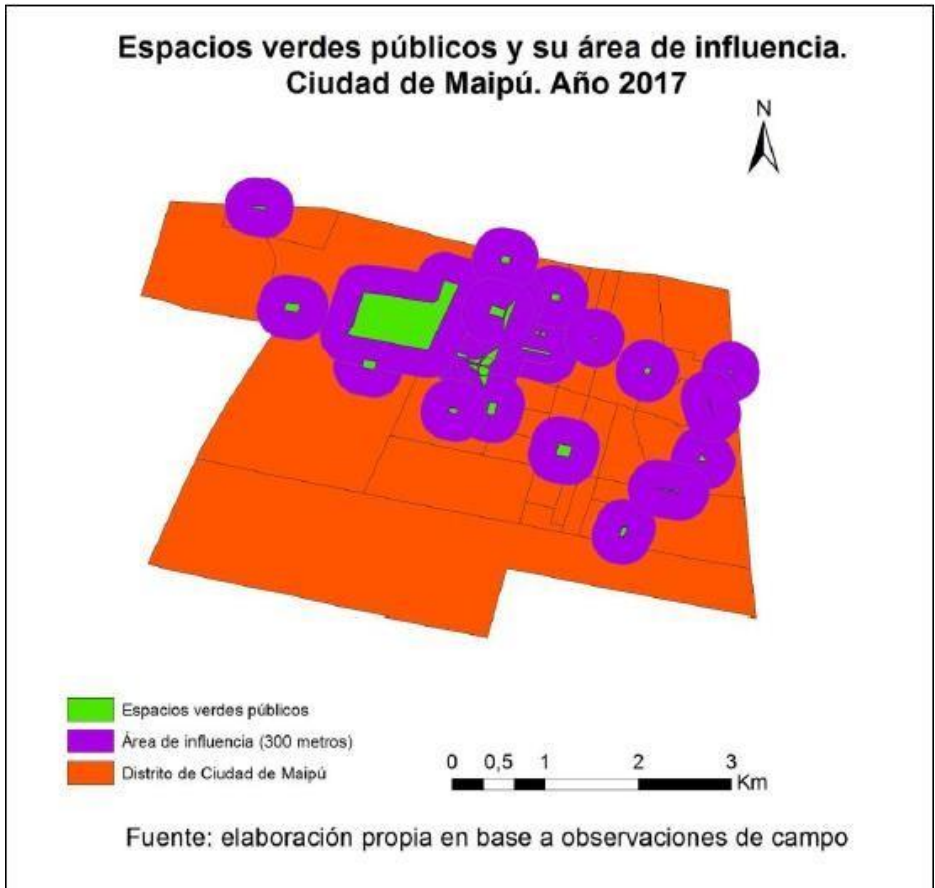 Espacios verdes públicos y su área de influencia.
Ciudad de Maipú. Año 2017
N
Espacios verdes públicos
Área de influencia (300 metros)
Distrito de Ciudad de Maipú
0 0,5 1 2 3
Km
Fuente: elaboración propia en base a observaciones de campo